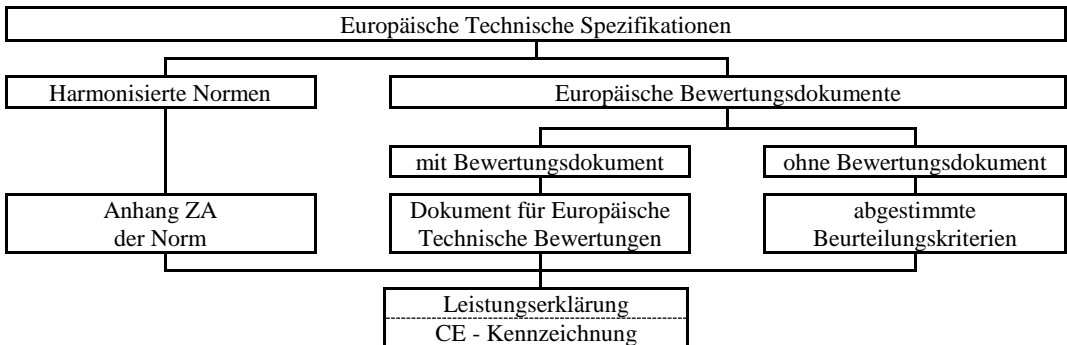 Europäische Technische Spezifikationen
Harmonisierte Normen
Europäische Bewertungsdokumente
mit Bewertungsdokument
ohne Bewertungsdokument
Anhang ZA
der Norm
Dokument für Europäische
Technische Bewertungen
abgestimmte
Beurteilungskriterien
Leistungserklärung
CE - Kennzeichnung